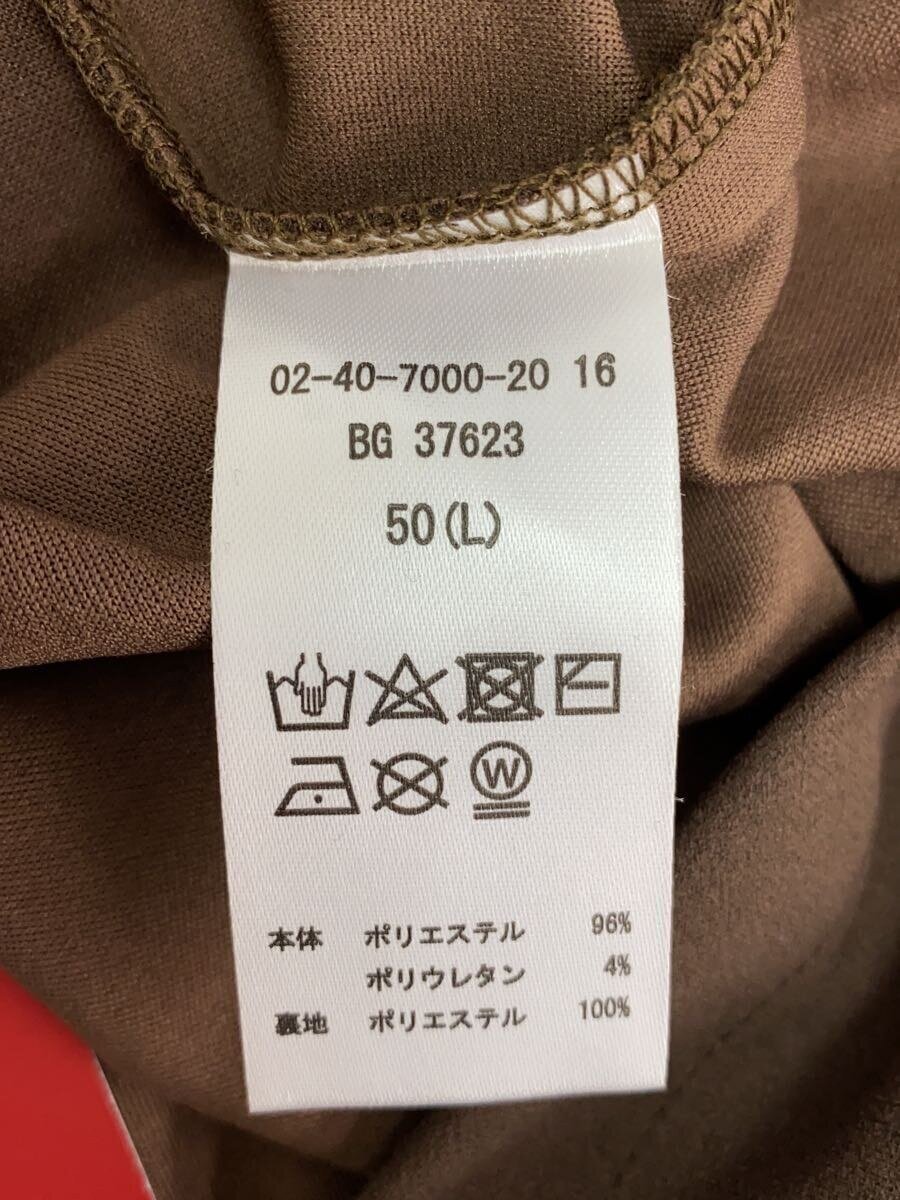 02-40-7000-20 16
BG 37623
50(L)
W
本体 ポリエステル 96%
ポリウレタン 4%
裏地 ポリエステル 100%